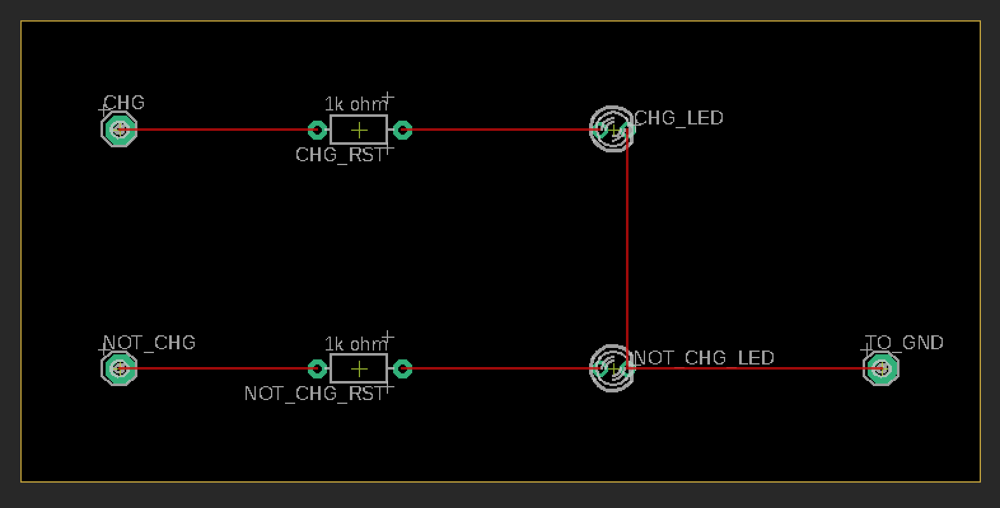 CHG
1k ohm
CHG_RST
CHG_LED
NOT_CHG
1k ohm
NOT_CHG_RST
NOT_CHG_LED
TO_GND